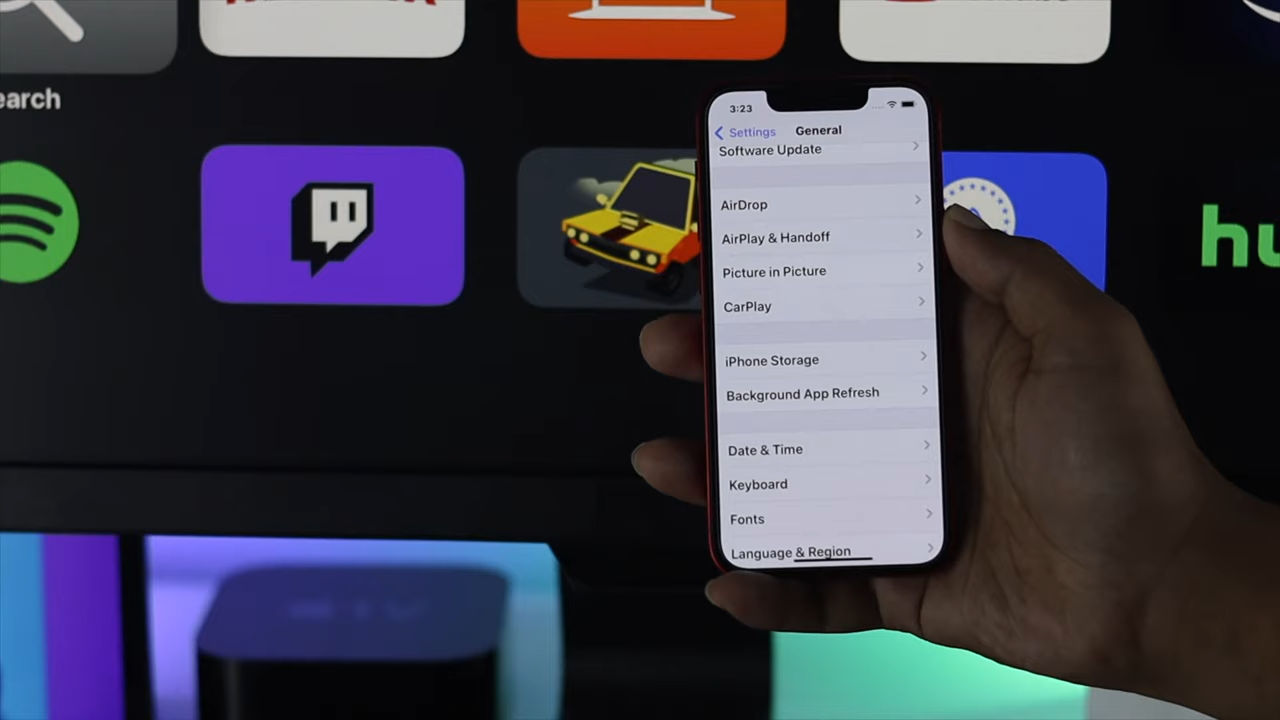 earch
3:23
Settings
General
Software Update
AirDrop
AirPlay & Handoff
Picture in Picture
CarPlay
iPhone Storage
Background App Refresh
Date & Time
Keyboard
Fonts
Language & Region
hu
tv